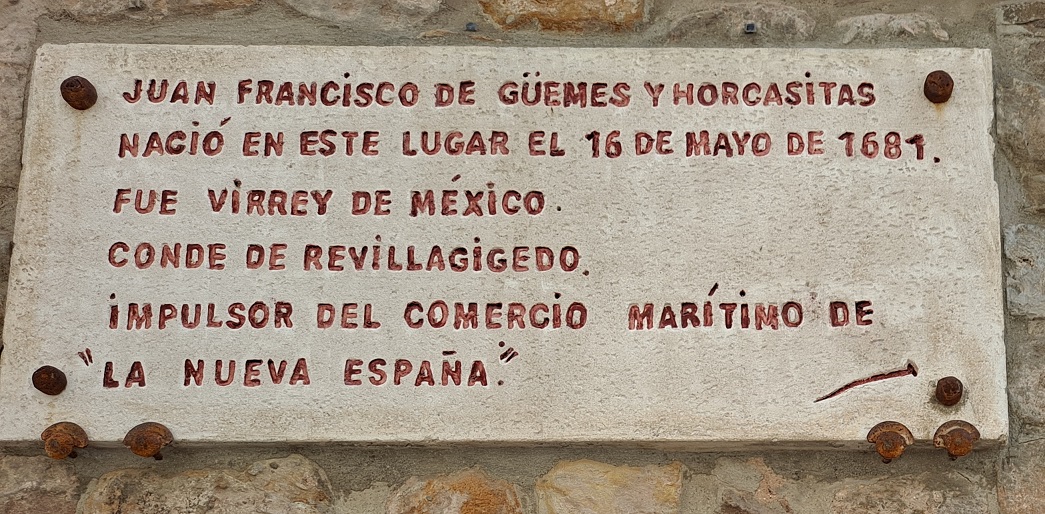 JUAN FRANCISCO DE GÜEMES Y HORCASITAS
NACIÓ EN ESTE LUGAR EL 16 DE MAYO DE 1681.
FUE VIRREY DE MÉXICO.
CONDE DE REVILLAGIGEDO.
IMPULSOR DEL COMERCIO MARÍTIMO DE
"LA NUEVA ESPAÑA."